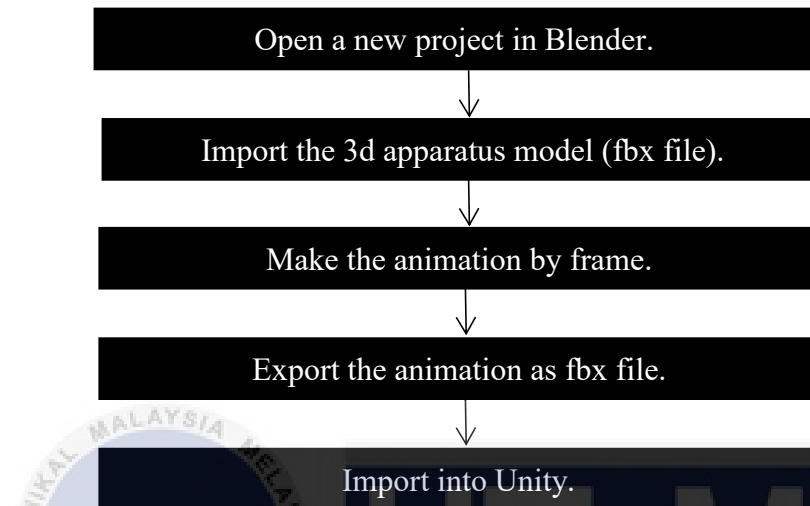 Open a new project in Blender.
Import the 3d apparatus model (fbx file).
Make the animation by frame.
Export the animation as fbx file.
MALAYSIA
Import into Unity.